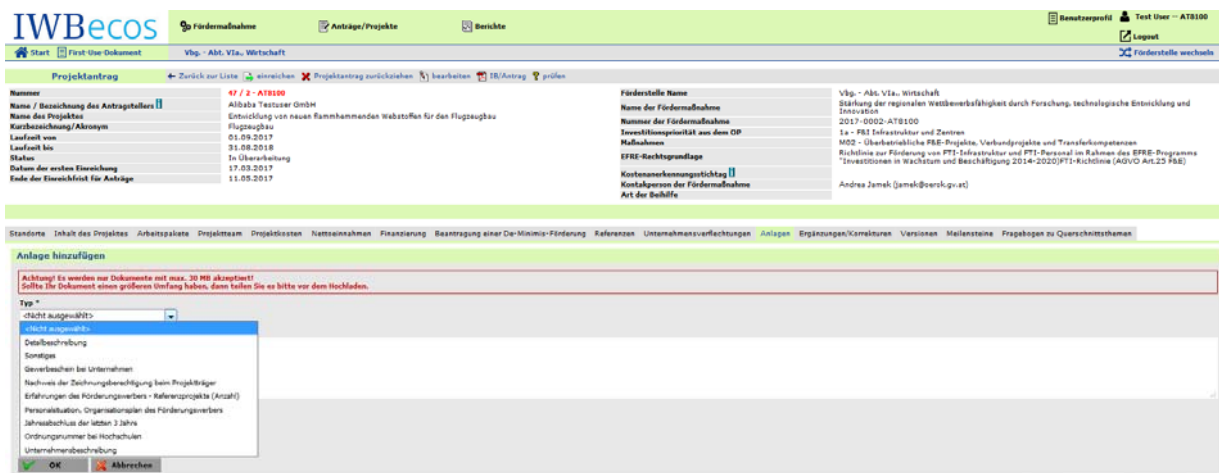 IWBecos
Fördermaßnahme Anträge/Projekte Berichte
Benutzerprofil Test User -- AT8100
Logout
Start First-Use-Dokument Vbg. - Abt. VIa., Wirtschaft Förderstelle wechseln
Projektantrag Zurück zur Liste einreichen Projektantrag zurückziehen bearbeiten IB/Antrag prüfen
Nummer 47 / 2 - AT8100
Name / Bezeichnung des Antragstellers Alibaba Testuser GmbH
Name des Projektes Entwicklung von neuen flammhemmenden Webstoffen für den Flugzeugbau
Kurzbezeichnung/Akronym Flugzeugbau
Laufzeit von 01.09.2017
Laufzeit bis 31.08.2018
Status In Überarbeitung
Datum der ersten Einreichung 17.03.2017
Ende der Einreichfrist für Anträge 11.05.2017
Förderstelle Name Vbg. - Abt. VIa., Wirtschaft
Name der Fördermaßnahme Stärkung der regionalen Wettbewerbsfähigkeit durch Forschung, technologische Entwicklung und
Innovation
Nummer der Fördermaßnahme 2017-0002-AT8100
Investitionspriorität aus dem OP 1a - F&I Infrastruktur und Zentren
Maßnahmen M02 - Überbetriebliche F&E-Projekte, Verbundprojekte und Transferkompetenzen
EFRE-Rechtsgrundlage Richtlinie zur Förderung von FTI-Infrastruktur und FTI-Personal im Rahmen des EFRE-Programms
"Investitionen in Wachstum und Beschäftigung 2014-2020)FTI-Richtlinie (AGVO Art.25 F&E)
Kostenanerkennungsstichtag
Kontakperson der Fördermaßnahme Andrea Jamek (jamek@oerok.gv.at)
Art der Beihilfe
Standorte Inhalt des Projektes Arbeitspakete Projektteam Projektkosten Nettoeinnahmen Finanzierung Beantragung einer De-Minimis-Förderung Referenzen Unternehmensverflechtungen Anlagen Ergänzungen/Korrekturen Versionen Meilensteine Fragebogen zu Querschnittsthemen
Anlage hinzufügen
Achtung! Es werden nur Dokumente mit max. 30 MB akzeptiert!
Sollte Ihr Dokument einen größeren Umfang haben, dann teilen Sie es bitte vor dem Hochladen.
Typ *
<Nicht ausgewählt>
<Nicht ausgewählt>
Detailbeschreibung
Sonstiges
Gewerbeschein bei Unternehmen
Nachweis der Zeichnungsberechtigung beim Projektträger
Erfahrungen des Förderungswerbers - Referenzprojekte (Anzahl)
Personalsituation, Organisationsplan des Förderungswerbers
Jahresabschluss der letzten 3 Jahre
Ordnungsnummer bei Hochschulen
Unternehmensbeschreibung
OK Abbrechen